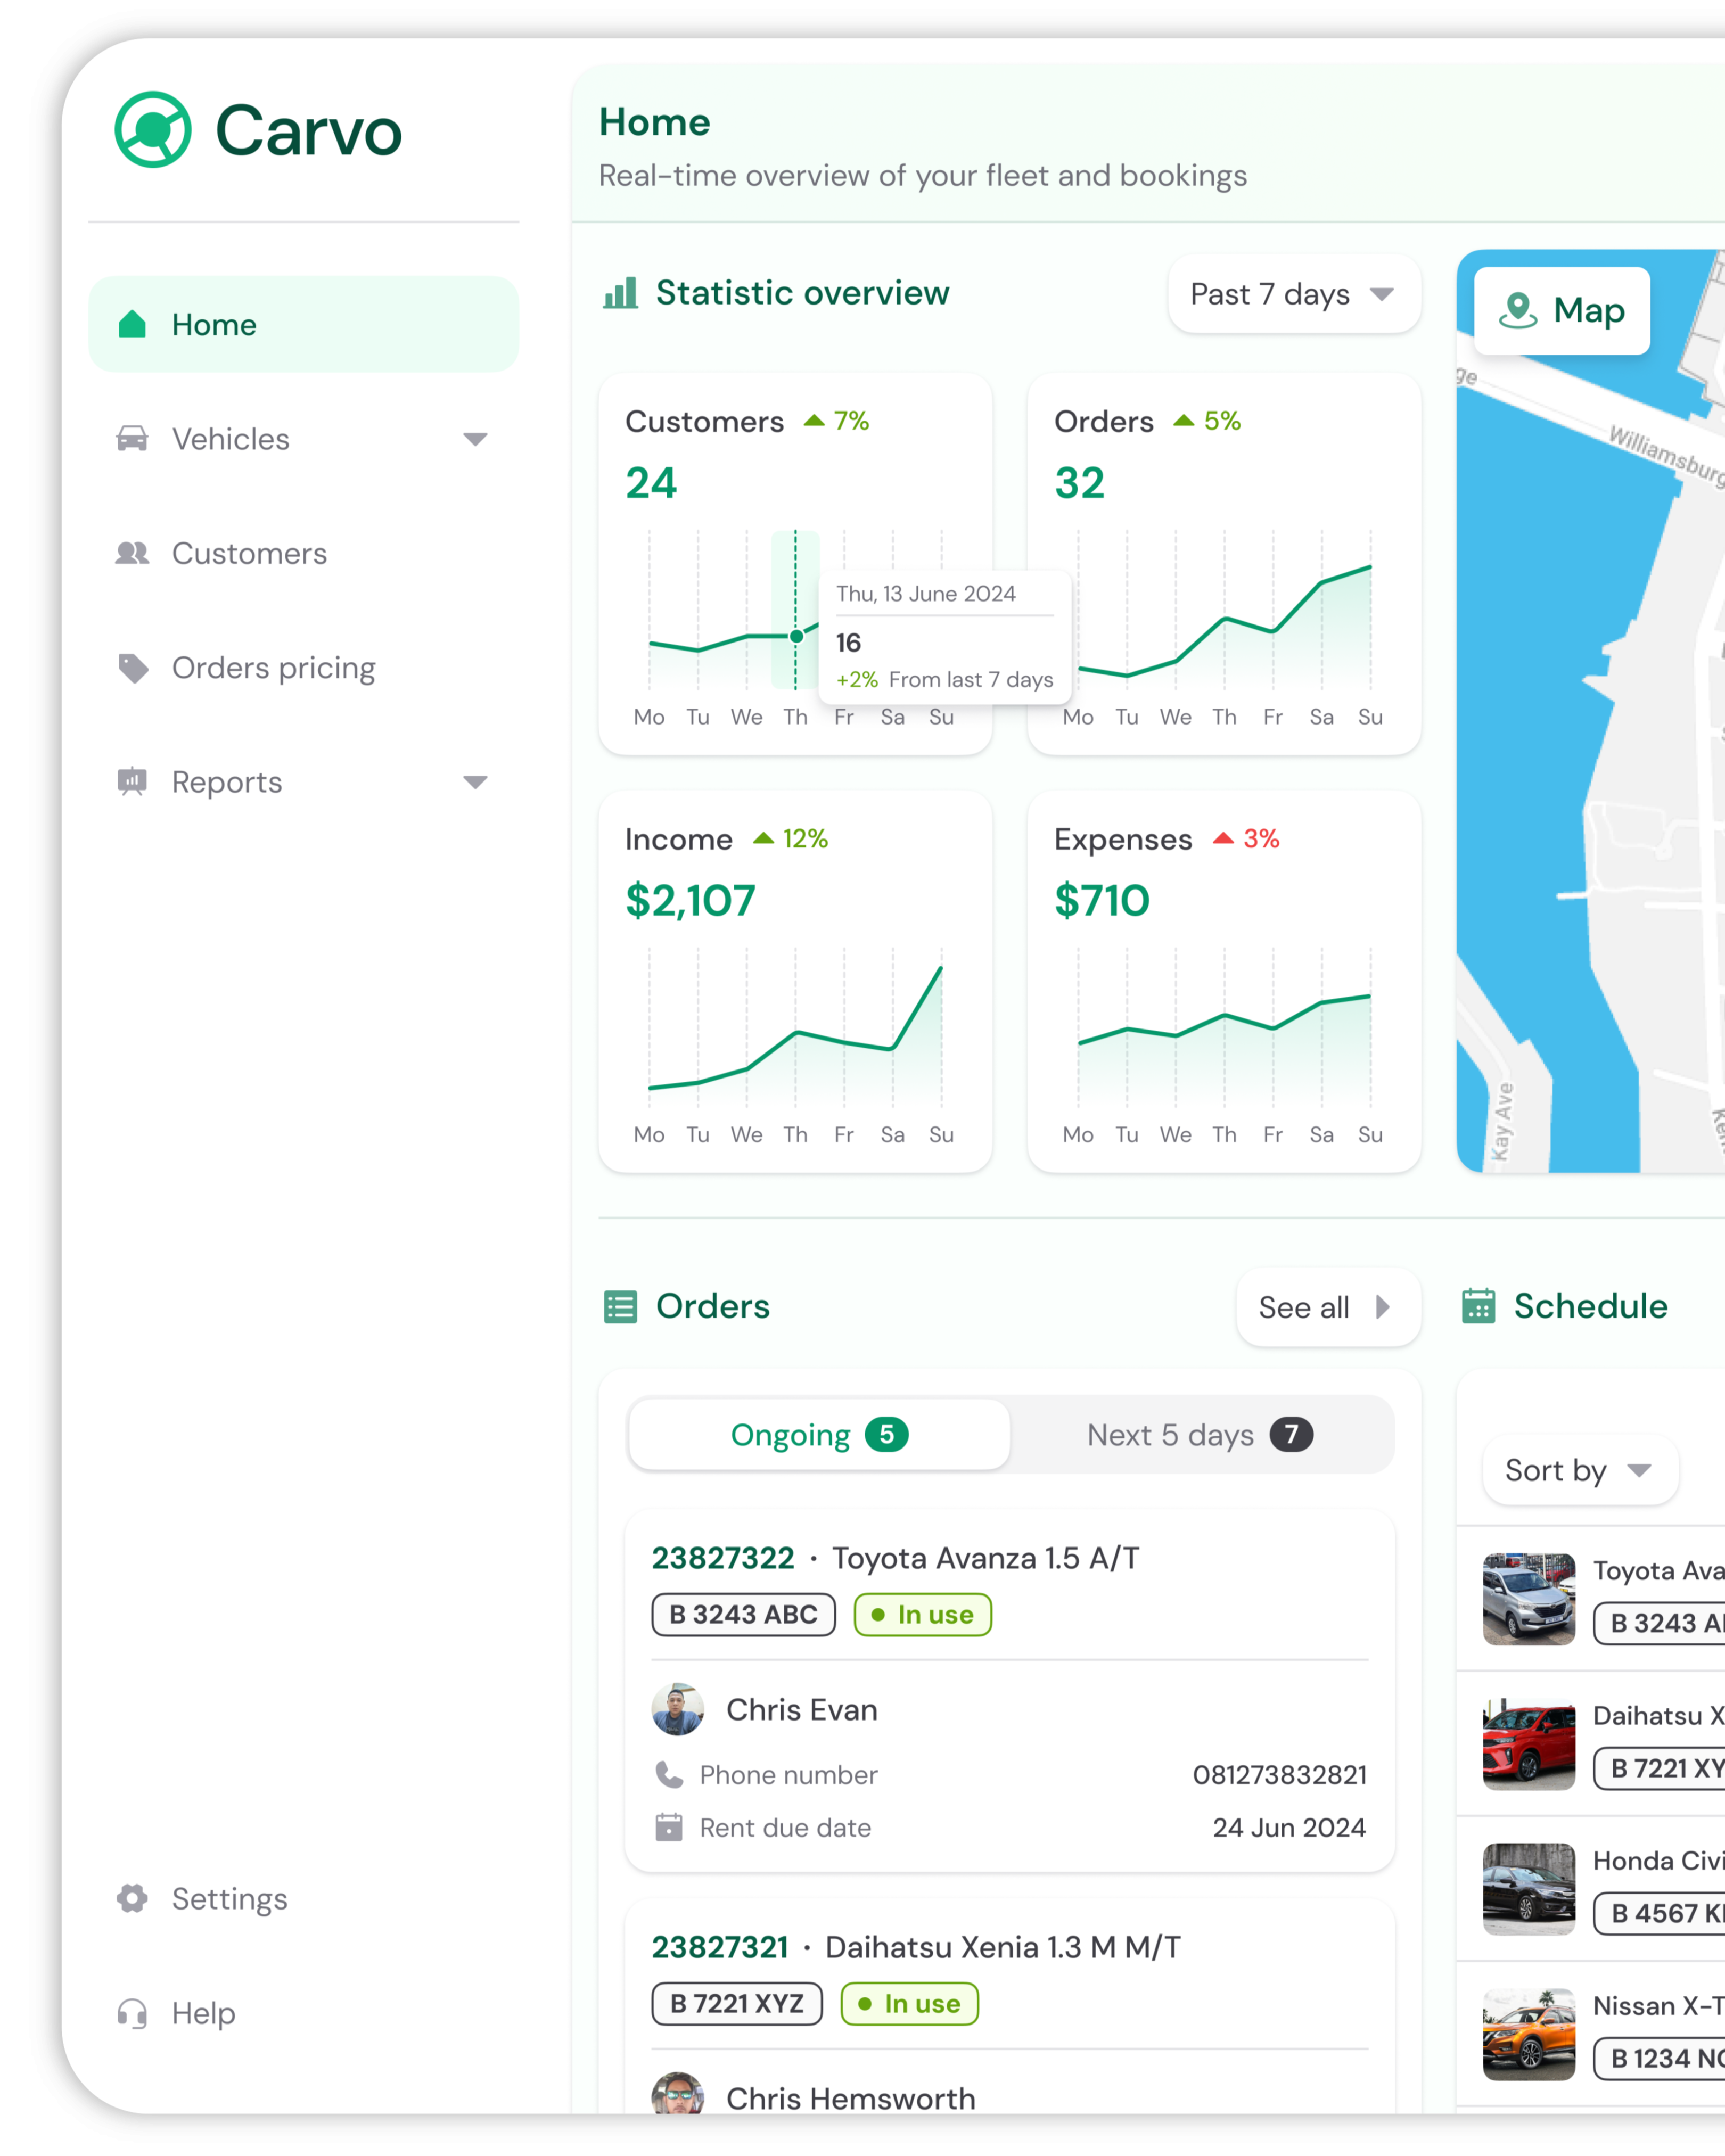 Carvo
Home
Vehicles
Customers
Orders pricing
Reports
Settings
Help
Home
Real-time overview of your fleet and bookings
Statistic overview
Past 7 days
Customers 7%
24
Thu, 13 June 2024
16
+2% From last 7 days
Mo Tu We Th Fr Sa Su
Orders 5%
32
Mo Tu We Th Fr Sa Su
Income 12%
$2,107
Mo Tu We Th Fr Sa Su
Expenses 3%
$710
Mo Tu We Th Fr Sa Su
Map
ge
Williamsburg
Kay Ave
Orders
See all
Ongoing 5
Next 5 days 7
23827322 · Toyota Avanza 1.5 A/T
B 3243 ABC
In use
Chris Evan
Phone number 081273832821
Rent due date 24 Jun 2024
23827321 · Daihatsu Xenia 1.3 M M/T
B 7221 XYZ
In use
Chris Hemsworth
Schedule
Sort by
Toyota Ava
B 3243 A
Daihatsu X
B 7221 XY
Honda Civi
B 4567 K
Nissan X-T
B 1234 N